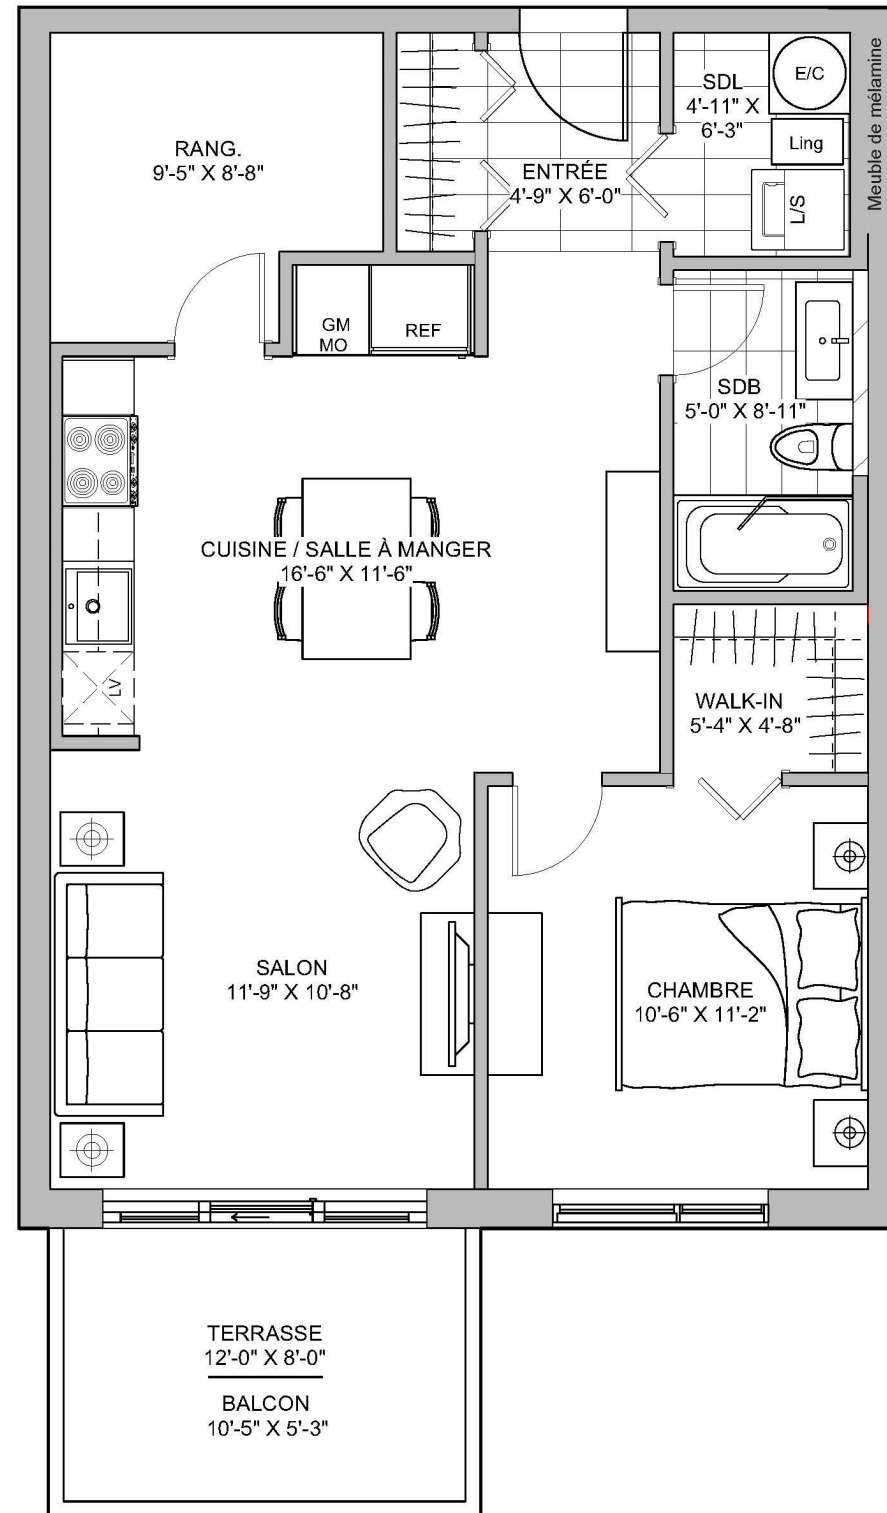 Meuble de mélamine
E/C
SDL
4'-11" X
6'-3"
Ling
L/S
RANG.
9'-5" X 8'-8"
ENTRÉE
4'-9" X 6'-0"
GM
MO
REF
SDB
5'-0" X 8'-11"
CUISINE / SALLE À MANGER
16'-6" X 11'-6"
LV
WALK-IN
5'-4" X 4'-8"
SALON
11'-9" X 10'-8"
CHAMBRE
10'-6" X 11'-2"
TERRASSE
12'-0" X 8'-0"
BALCON
10'-5" X 5'-3"